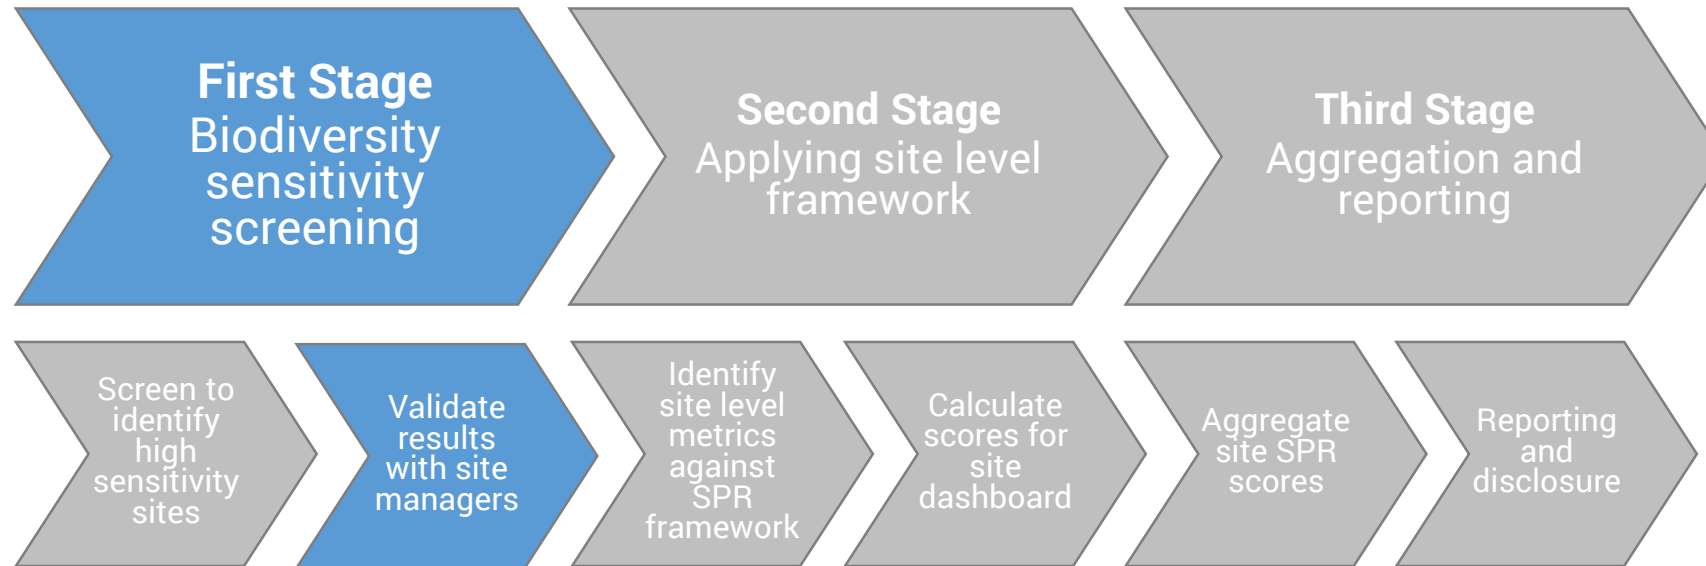 First Stage
Biodiversity
sensitivity
screening
Second Stage
Applying site level
framework
Third Stage
Aggregation and
reporting
Screen to
identify
high
sensitivity
sites
Validate
results
with site
managers
Identify
site level
metrics
against
SPR
framework
Calculate
scores for
site
dashboard
Aggregate
site SPR
scores
Reporting
and
disclosure